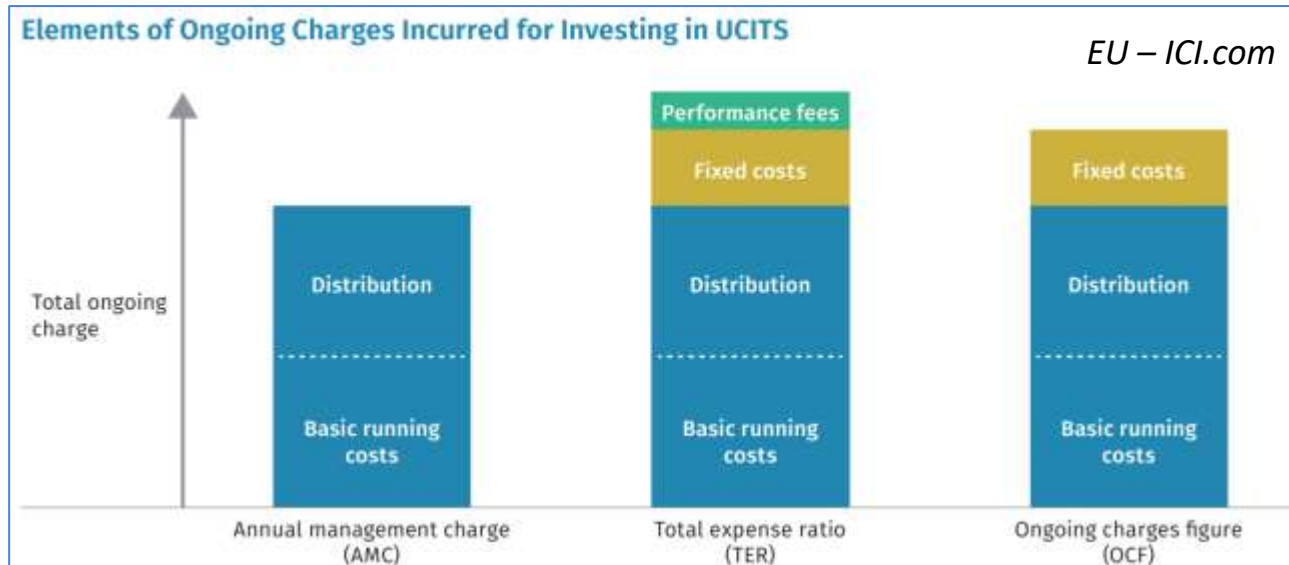 Elements of Ongoing Charges Incurred for Investing in UCITS
EU – ICI.com
Total ongoing
charge
Distribution
Basic running
costs
Annual management charge
(AMC)
Performance fees
Fixed costs
Distribution
Basic running
costs
Total expense ratio
(TER)
Fixed costs
Distribution
Basic running
costs
Ongoing charges figure
(OCF)